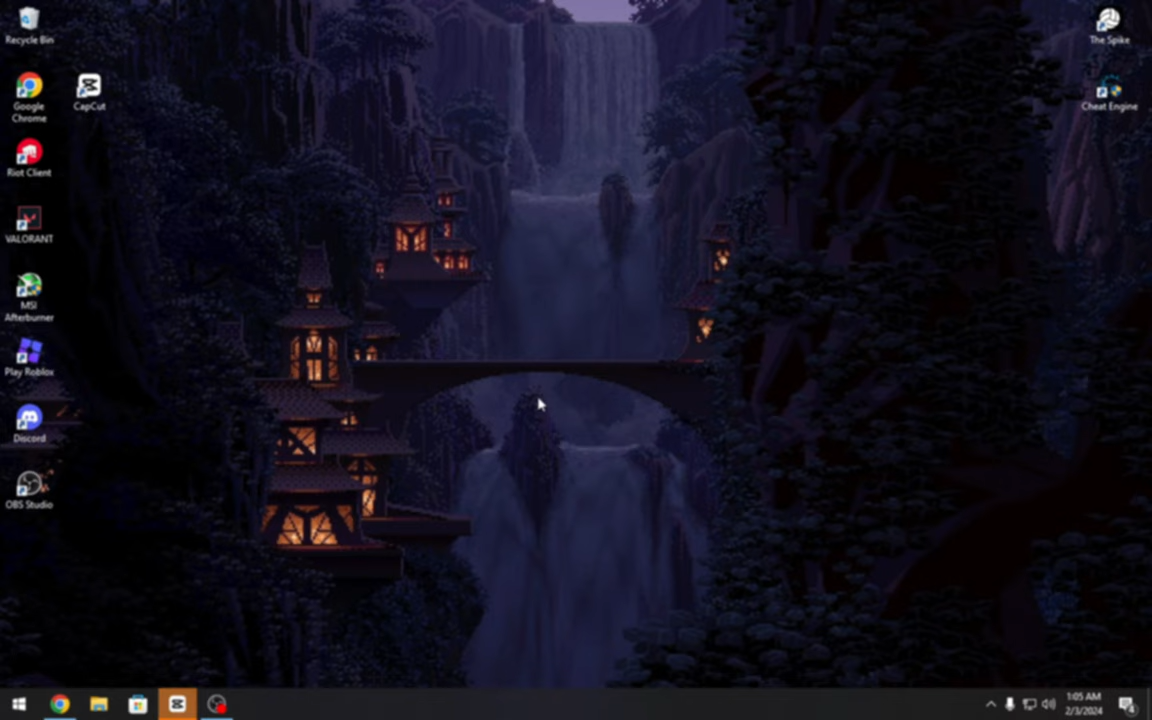 Recycle Bin
Google
Chrome
CapCut
Riot Client
VALORANT
MSI
Afterburner
Play Roblox
Discord
OBS Studio
The Spike
Cheat Engine
1:05 AM
2/3/2024
4